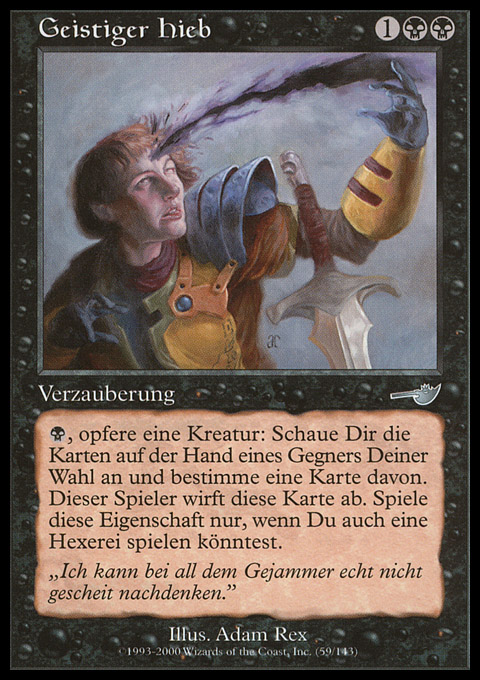 Geistiger Hieb 1
Verzauberung
, opfere eine Kreatur: Schaue Dir die
Karten auf der Hand eines Gegners Deiner
Wahl an und bestimme eine Karte davon.
Dieser Spieler wirft diese Karte ab. Spiele
diese Eigenschaft nur, wenn Du auch eine
Hexerei spielen könntest.
„Ich kann bei all dem Gejammer echt nicht
gescheit nachdenken.”
Illus. Adam Rex
©1993-2000 Wizards of the Coast, Inc. (59/143)